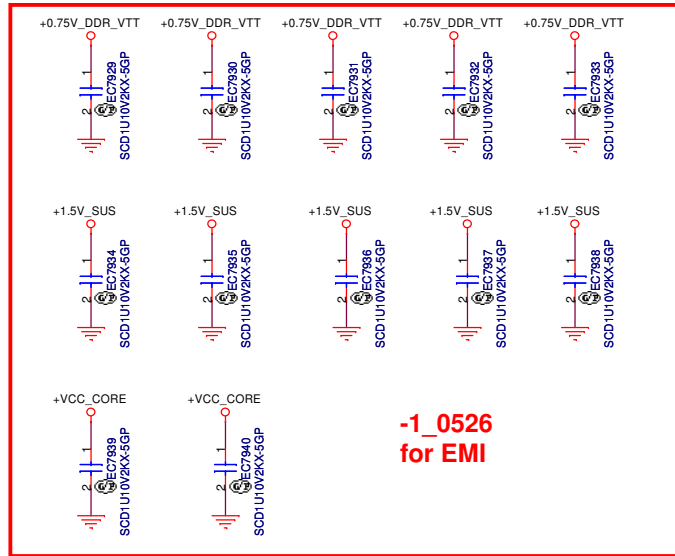 +0.75V_DDR_VTT +0.75V_DDR_VTT +0.75V_DDR_VTT +0.75V_DDR_VTT +0.75V_DDR_VTT
1 1 1 1 1
2 2 2 2 2
EC7929 EC7930 EC7931 EC7932 EC7933
SCD1U10V2KX-5GP SCD1U10V2KX-5GP SCD1U10V2KX-5GP SCD1U10V2KX-5GP SCD1U10V2KX-5GP
+1.5V_SUS +1.5V_SUS +1.5V_SUS +1.5V_SUS +1.5V_SUS
1 1 1 1 1
2 2 2 2 2
EC7934 EC7935 EC7936 EC7937 EC7938
SCD1U10V2KX-5GP SCD1U10V2KX-5GP SCD1U10V2KX-5GP SCD1U10V2KX-5GP SCD1U10V2KX-5GP
+VCC_CORE +VCC_CORE
1 1
2 2
EC7939 EC7940
SCD1U10V2KX-5GP SCD1U10V2KX-5GP
-1_0526
for EMI